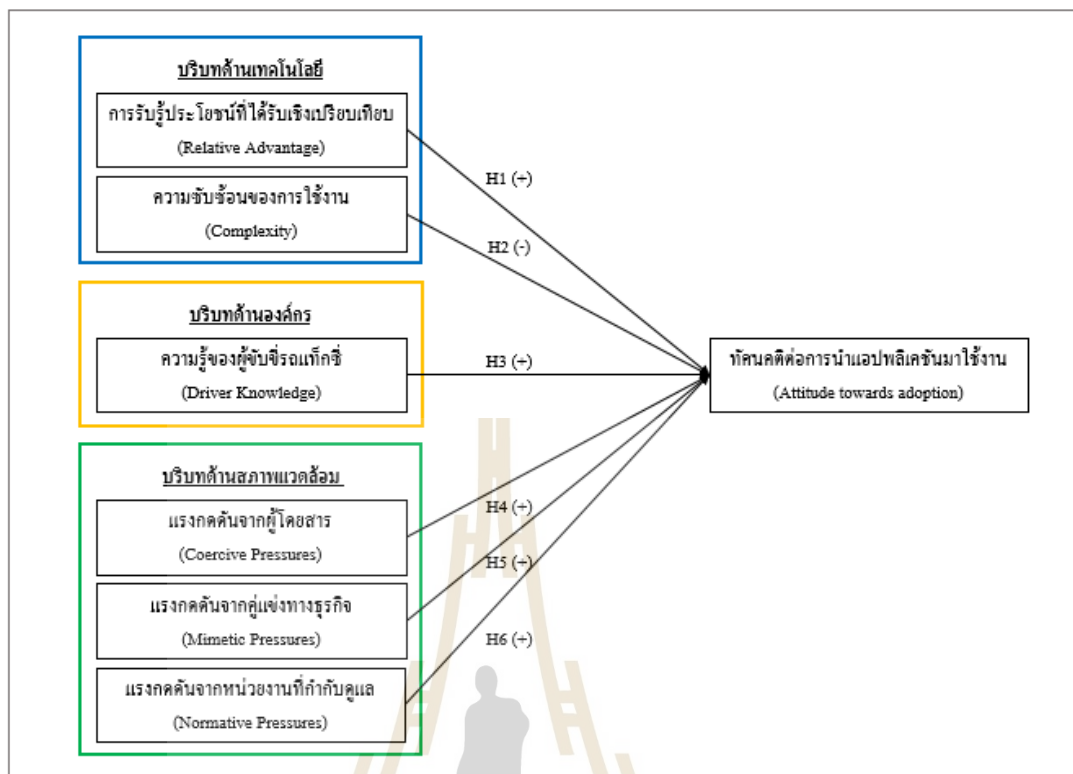 บริบทด้านเทคโนโลยี
การรับรู้ประโยชน์ที่ได้รับเชิงเปรียบเทียบ
(Relative Advantage)
ความซับซ้อนของการใช้งาน
(Complexity)
H1 (+)
H2 (-)
บริบทด้านองค์กร
ความรู้ของผู้ขับขี่รถแท็กซี่
(Driver Knowledge)
H3 (+)
ทัศนคติต่อการนำแอปพลิเคชันมาใช้งาน
(Attitude towards adoption)
บริบทด้านสภาพแวดล้อม
แรงกดดันจากผู้โดยสาร
(Coercive Pressures)
H4 (+)
แรงกดดันจากคู่แข่งทางธุรกิจ
(Mimetic Pressures)
H5 (+)
แรงกดดันจากหน่วยงานที่กำกับดูแล
(Normative Pressures)
H6 (+)